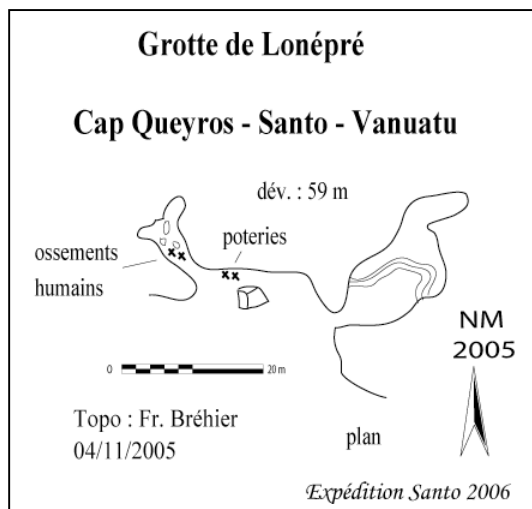 Grotte de Lonépré
Cap Queyros - Santo - Vanuatu
dév. : 59 m
poteries
ossements
humains
NM
2005
0
20 m
Topo : Fr. Bréhier
04/11/2005
plan
Expédition Santo 2006